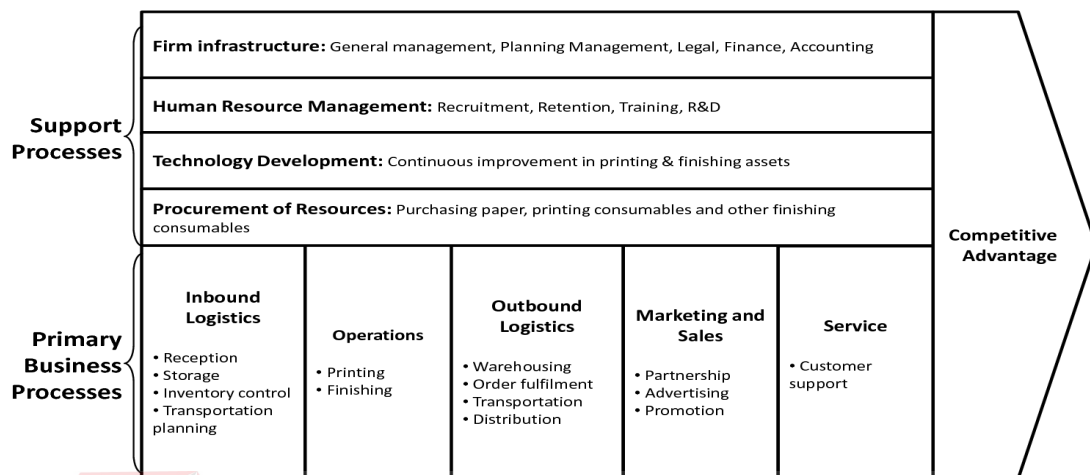 Firm infrastructure: General management, Planning Management, Legal, Finance, Accounting
Human Resource Management: Recruitment, Retention, Training, R&D
Support
Processes
Technology Development: Continuous improvement in printing & finishing assets
Procurement of Resources: Purchasing paper, printing consumables and other finishing
consumables
Competitive
Advantage
Primary
Business
Processes
Inbound
Logistics
• Reception
• Storage
• Inventory control
• Transportation
planning
Operations
• Printing
• Finishing
Outbound
Logistics
• Warehousing
• Order fulfilment
• Transportation
• Distribution
Marketing and
Sales
• Partnership
• Advertising
• Promotion
Service
• Customer
support